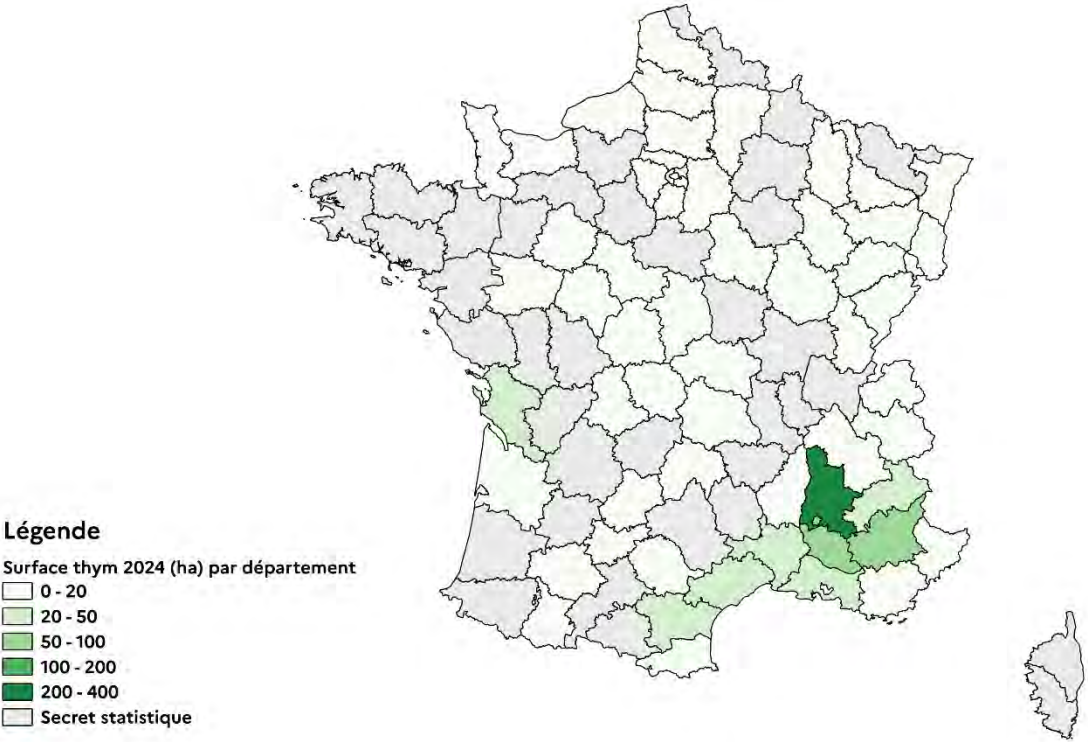 Légende
Surface thym 2024 (ha) par département
0 - 20
20 - 50
50 - 100
100 - 200
200 - 400
Secret statistique